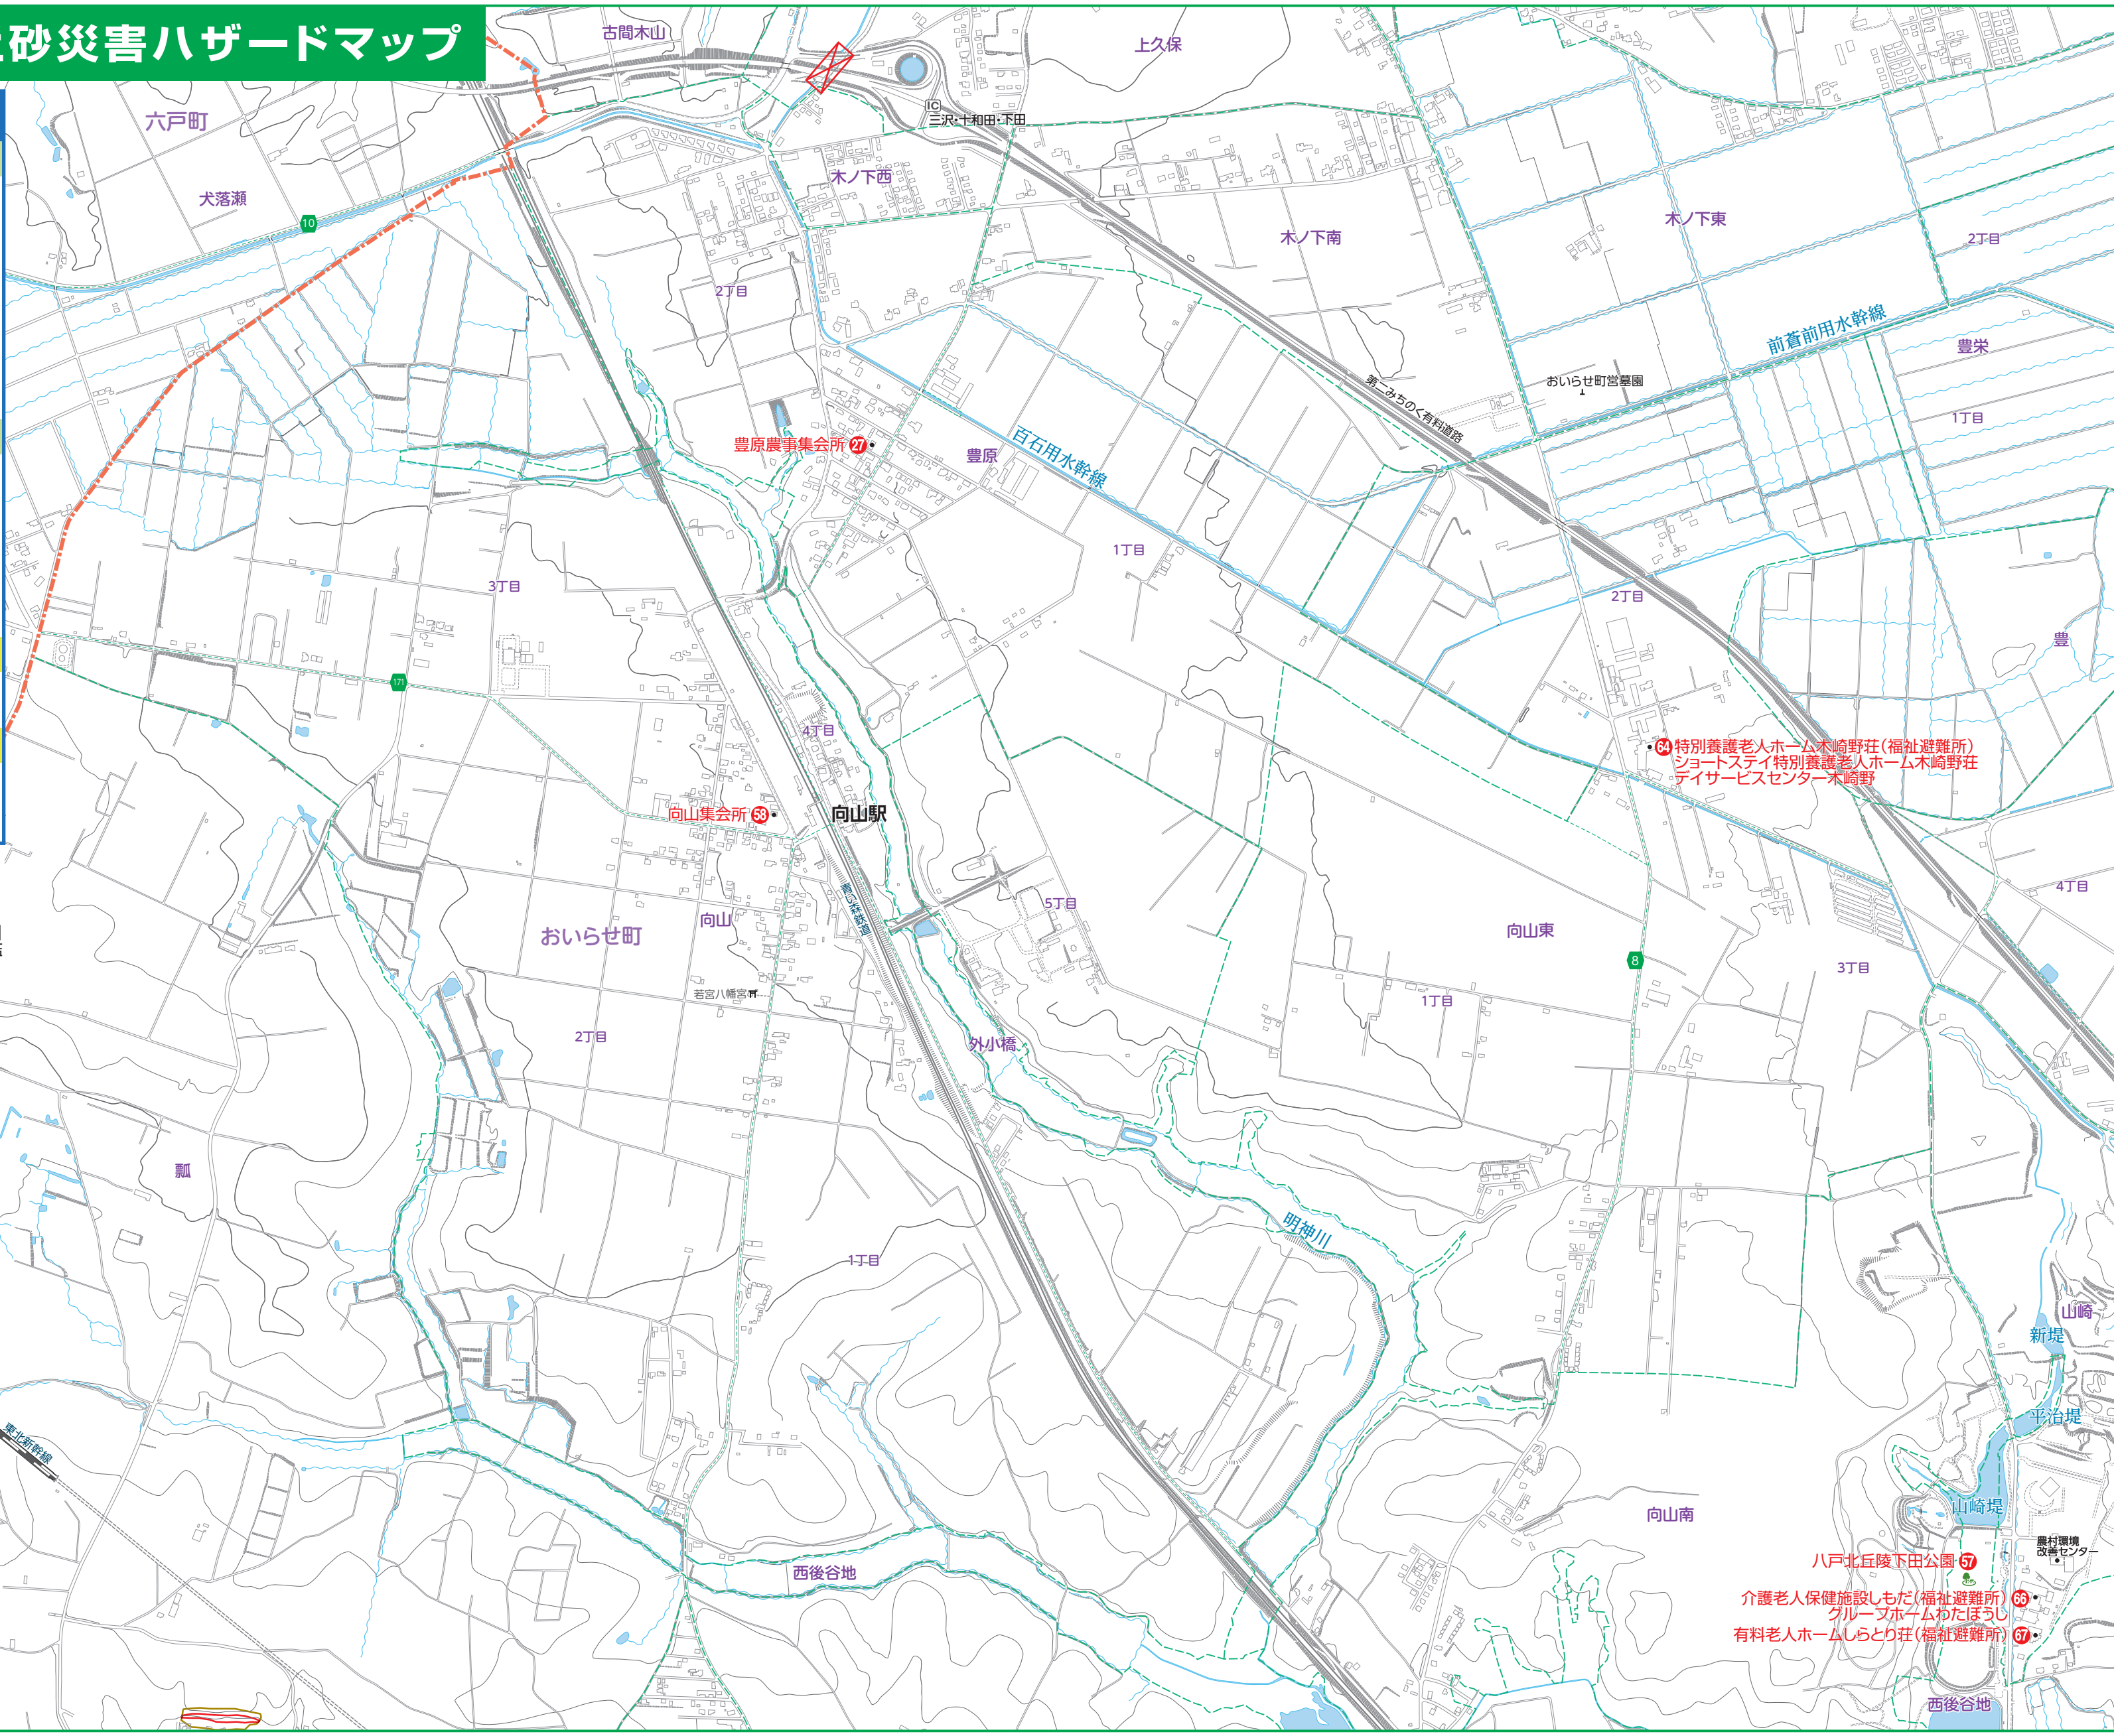 砂災害ハザードマップ
古間木山
上久保
六戸町
IC
三沢・十和田・下田
木ノ下西
犬落瀬
10
木ノ下南
木ノ下東
2丁目
2丁目
前蒼前用水幹線
豊栄
第二みちのく有料道路
おいらせ町営墓園
1丁目
豊原農事集会所 27
豊原
百石用水幹線
1丁目
3丁目
2丁目
豊
171
4丁目
64 特別養護老人ホーム木崎野荘(福祉避難所)
ショートステイ特別養護老人ホーム木崎野荘
デイサービスセンター木崎野
向山集会所 58
向山駅
青い森鉄道
4丁目
5丁目
向山
おいらせ町
向山東
8
3丁目
若宮八幡宮
1丁目
2丁目
外小橋
瓢
明神川
1丁目
山崎
新堤
平治堤
東北新幹線
山崎堤
向山南
農村環境
改善センター
八戸北丘陵下田公園 57
西後谷地
介護老人保健施設しもだ(福祉避難所) 66
グループホームわたぼうし
有料老人ホームしらとり荘(福祉避難所) 67
西後谷地